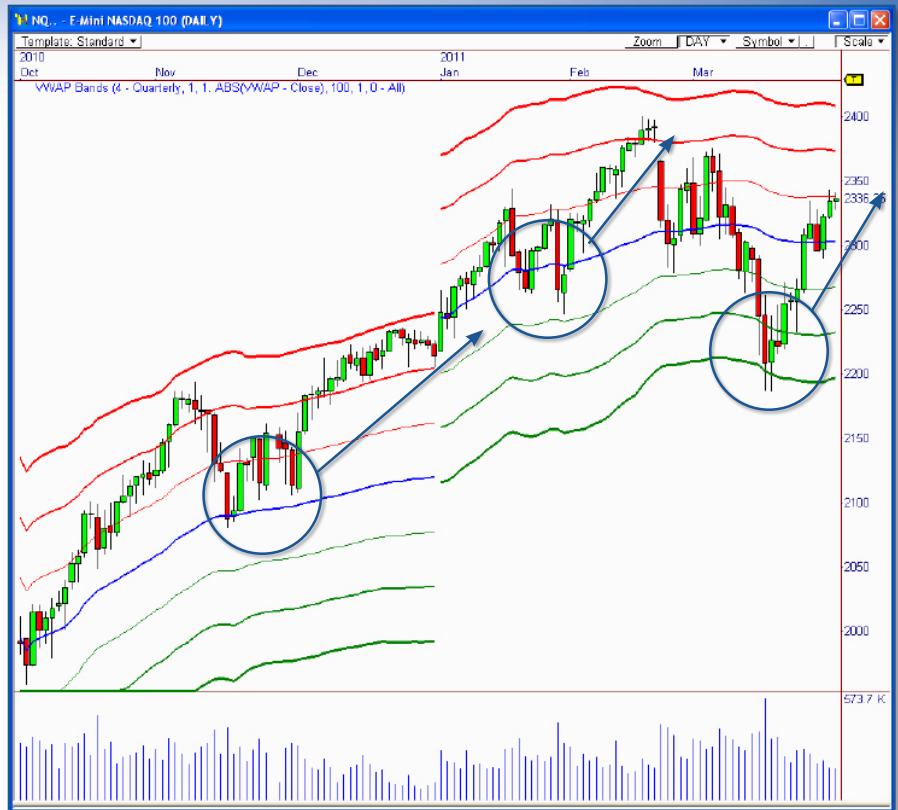 NQ.. - E-Mini NASDAQ 100 (DAILY)
Template: Standard Zoom DAY Symbol . Scale
2010 2011
Oct Nov Dec Jan Feb Mar
VWAP Bands (4 - Quarterly, 1, 1. ABS(VWAP - Close), 100, 1, 0 - All)
T
2400
2350
2336.25
2300
2250
2200
2150
2100
2050
2000
573.7 K